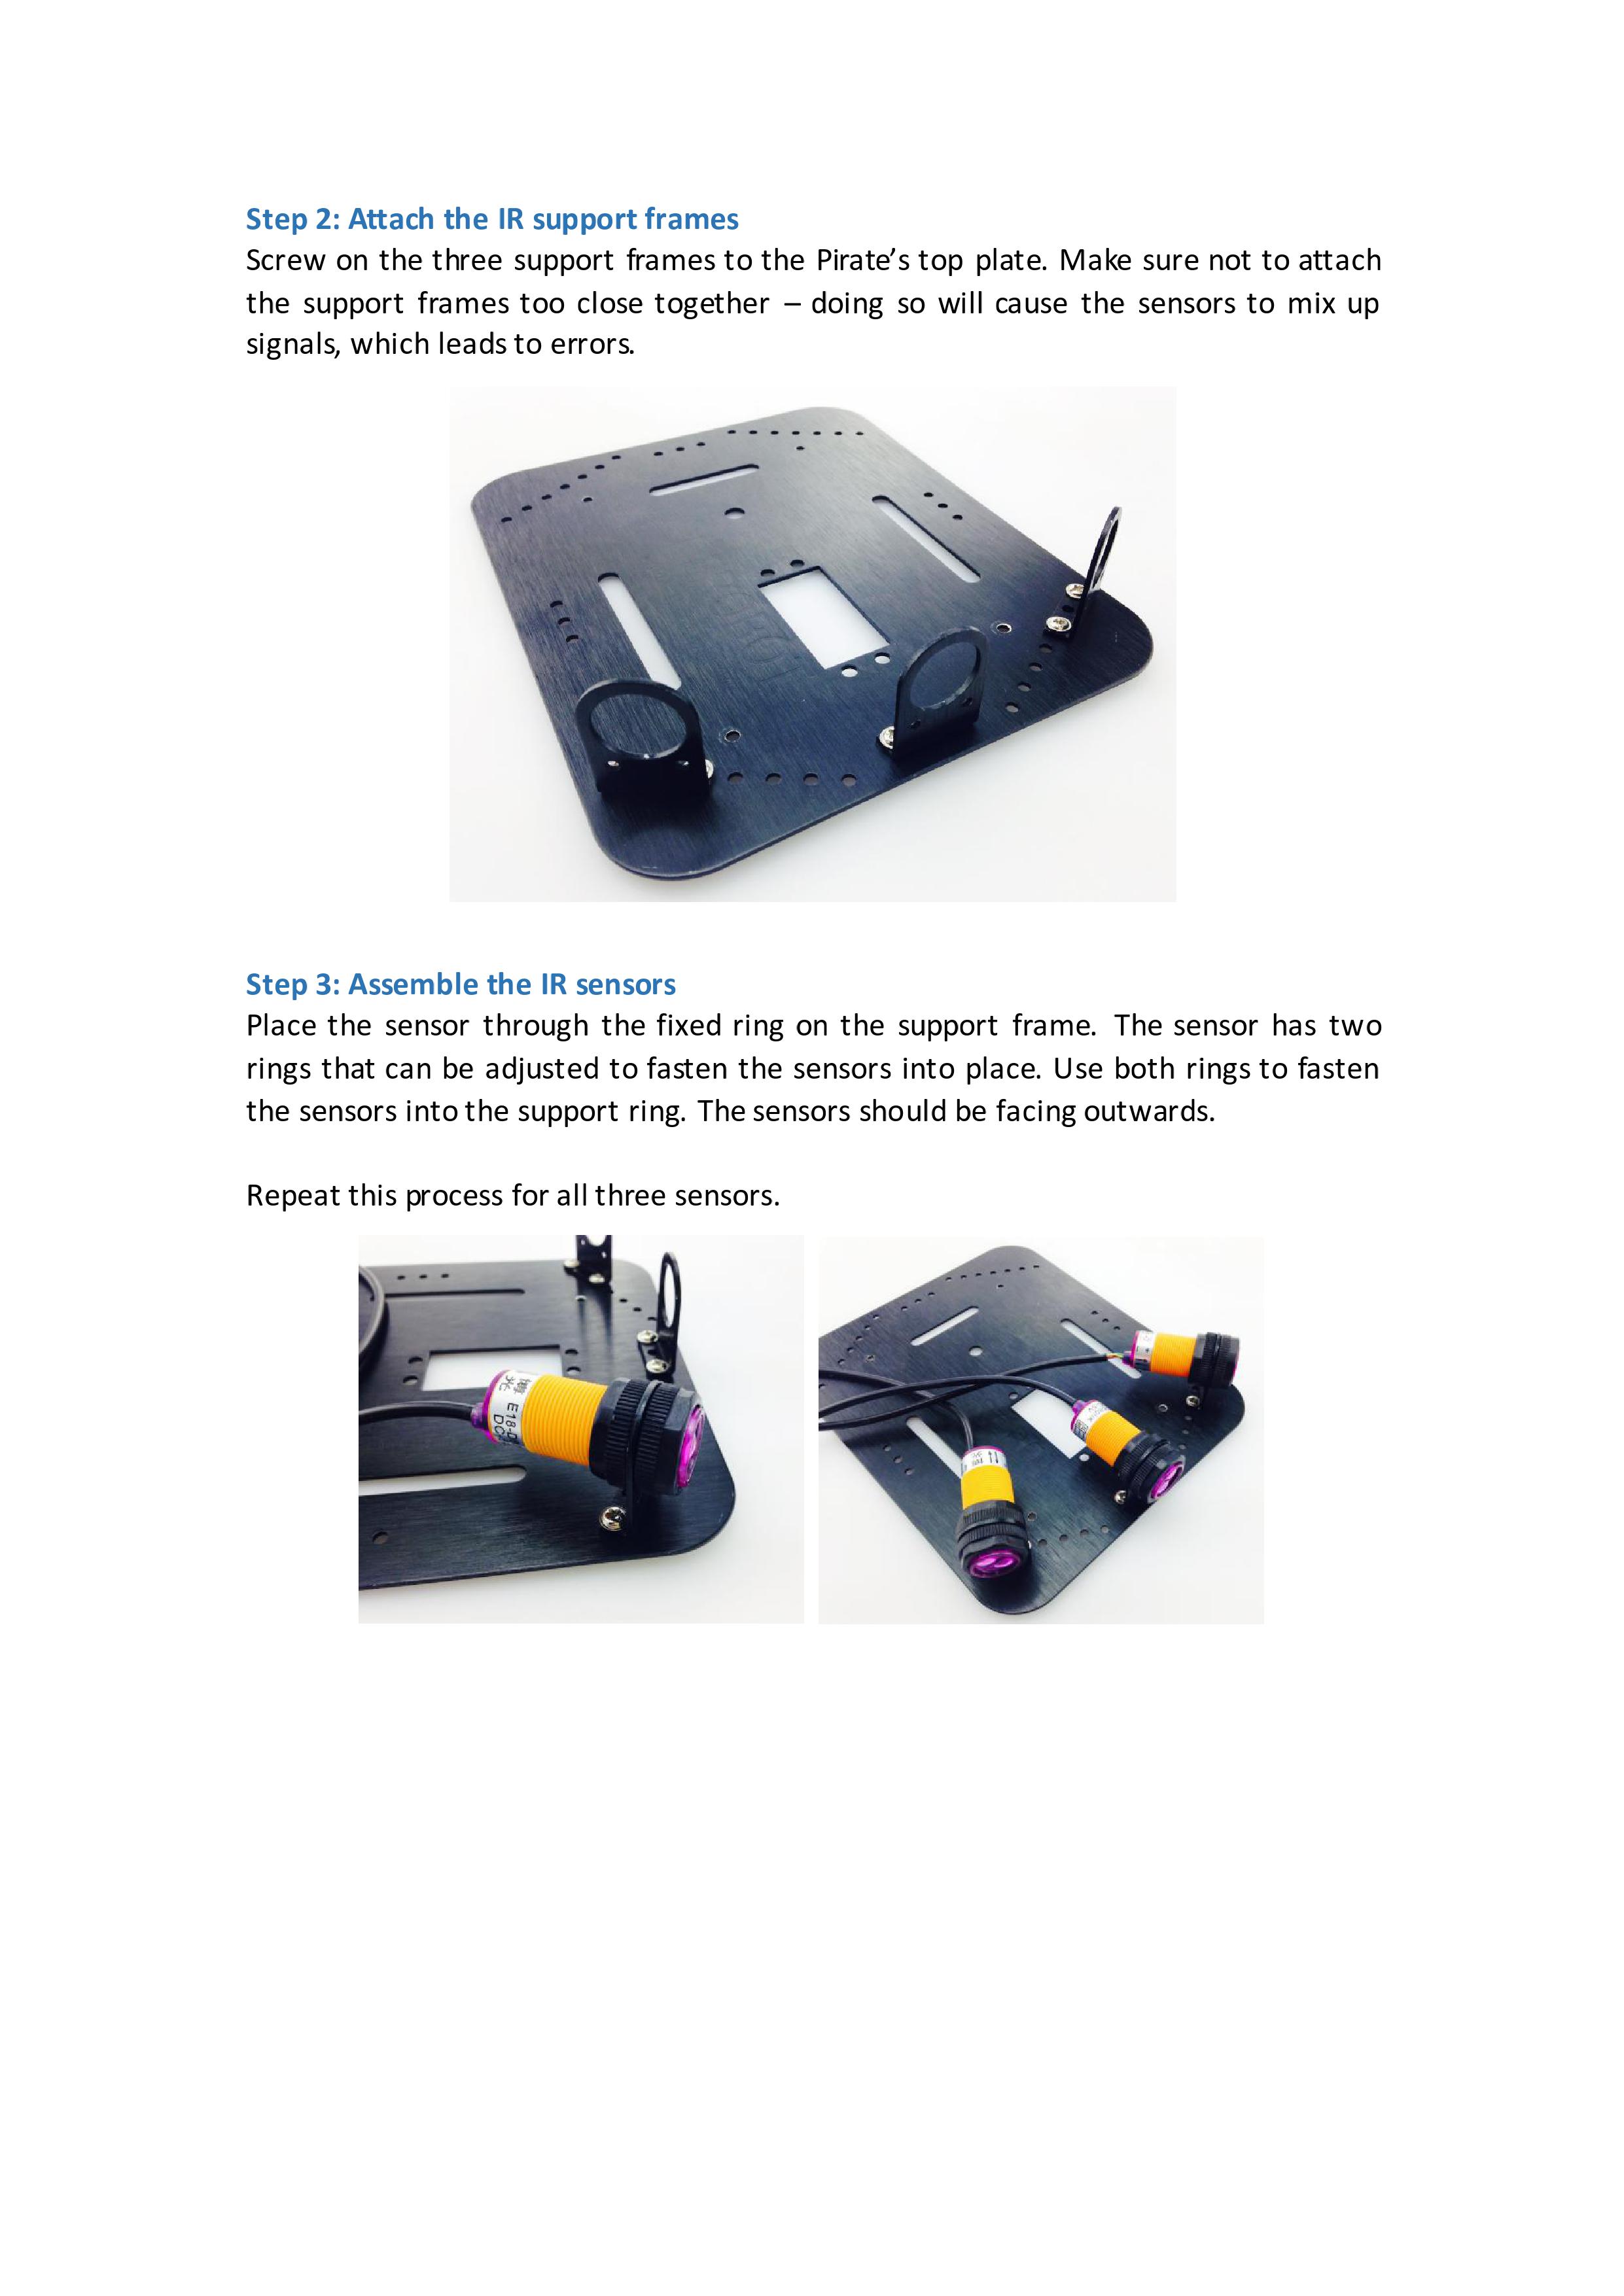 Step 2: Attach the IR support frames
Screw on the three support frames to the Pirate’s top plate. Make sure not to attach
the support frames too close together – doing so will cause the sensors to mix up
signals, which leads to errors.
Step 3: Assemble the IR sensors
Place the sensor through the fixed ring on the support frame. The sensor has two
rings that can be adjusted to fasten the sensors into place. Use both rings to fasten
the sensors into the support ring. The sensors should be facing outwards.
Repeat this process for all three sensors.
E18-D
DC